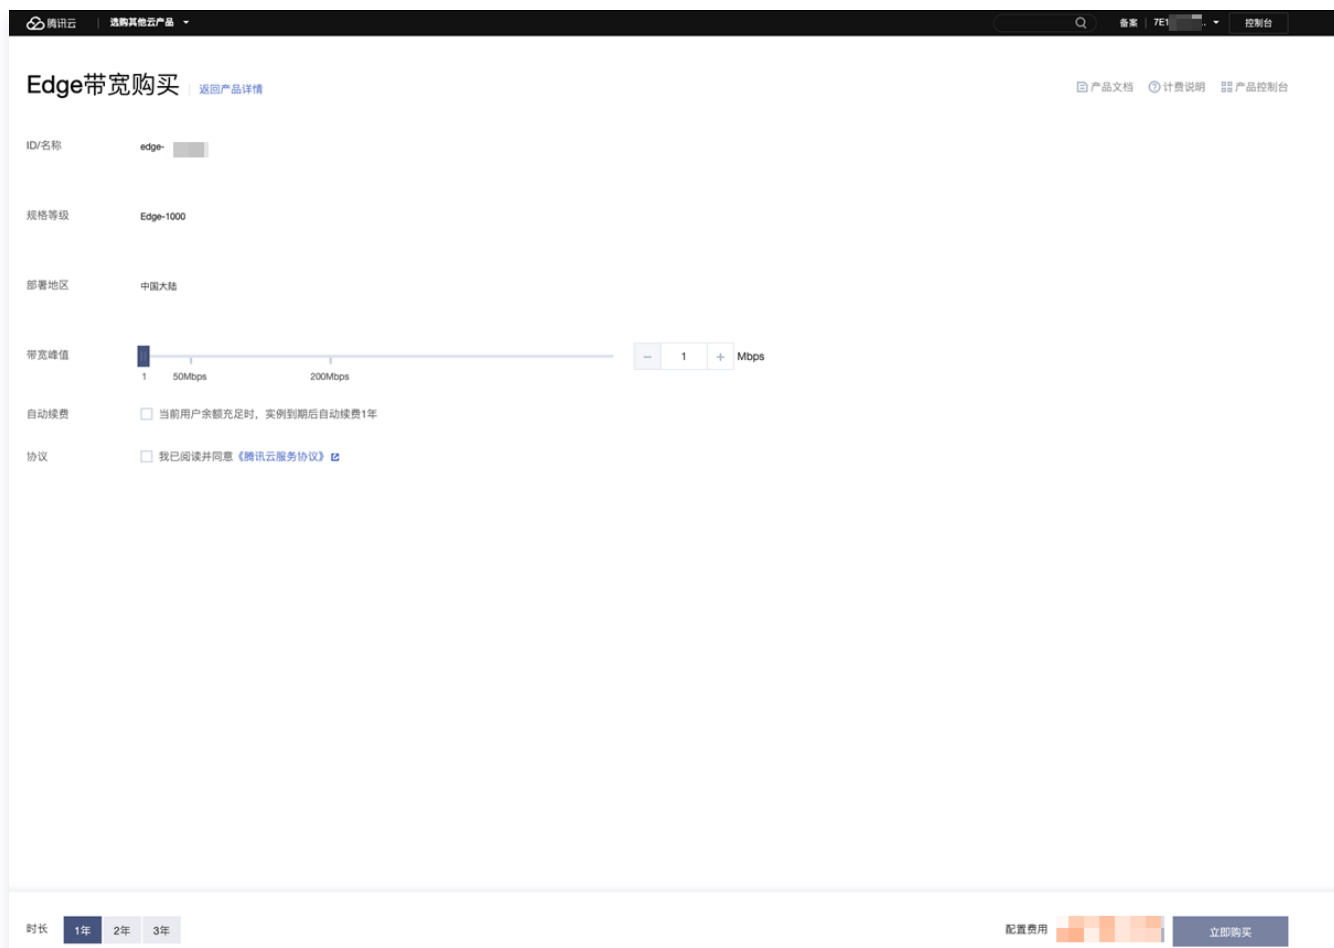 腾讯云 选购其他云产品 备案 7E1 控制台
Edge带宽购买 返回产品详情 产品文档 计费说明 产品控制台
ID/名称 edge-
规格等级 Edge-1000
部署地区 中国大陆
带宽峰值 − 1 + Mbps
1 50Mbps 200Mbps
自动续费 当前用户余额充足时，实例到期后自动续费1年
协议 我已阅读并同意《腾讯云服务协议》
时长 1年 2年 3年 配置费用 立即购买